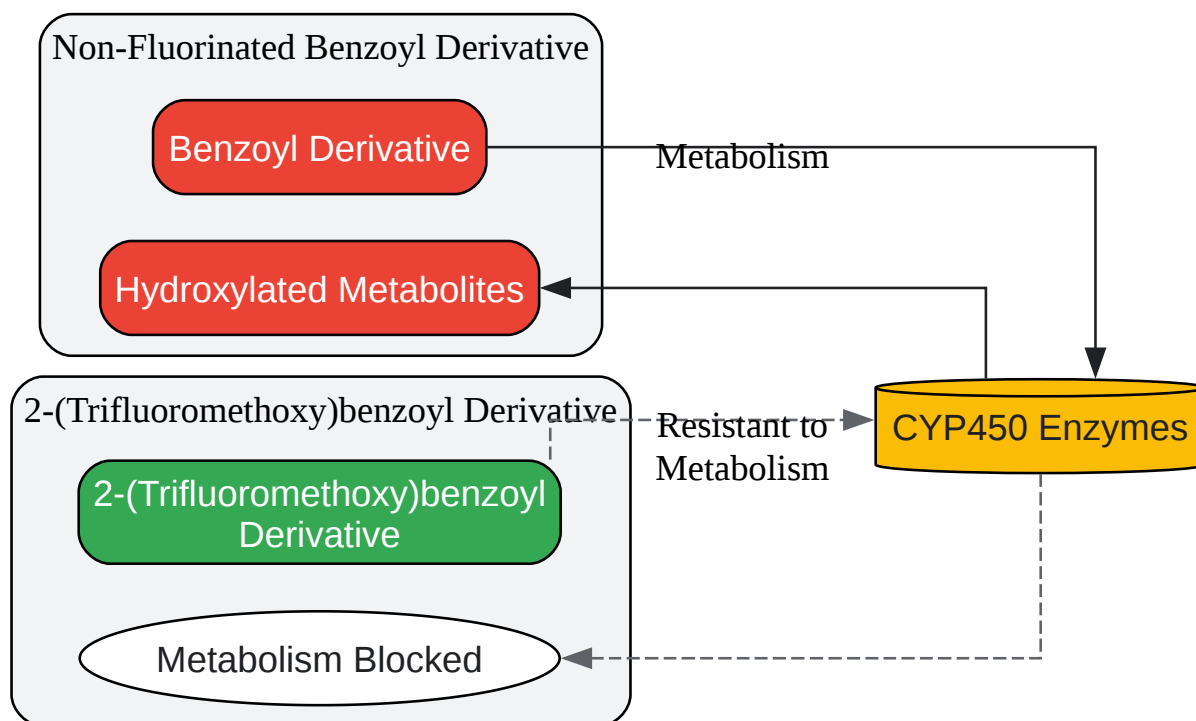 Non-Fluorinated Benzoyl Derivative
Benzoyl Derivative
Metabolism
Hydroxylated Metabolites
2-(Trifluoromethoxy)benzoyl Derivative
Resistant to
Metabolism
CYP450 Enzymes
2-(Trifluoromethoxy)benzoyl
Derivative
Metabolism Blocked